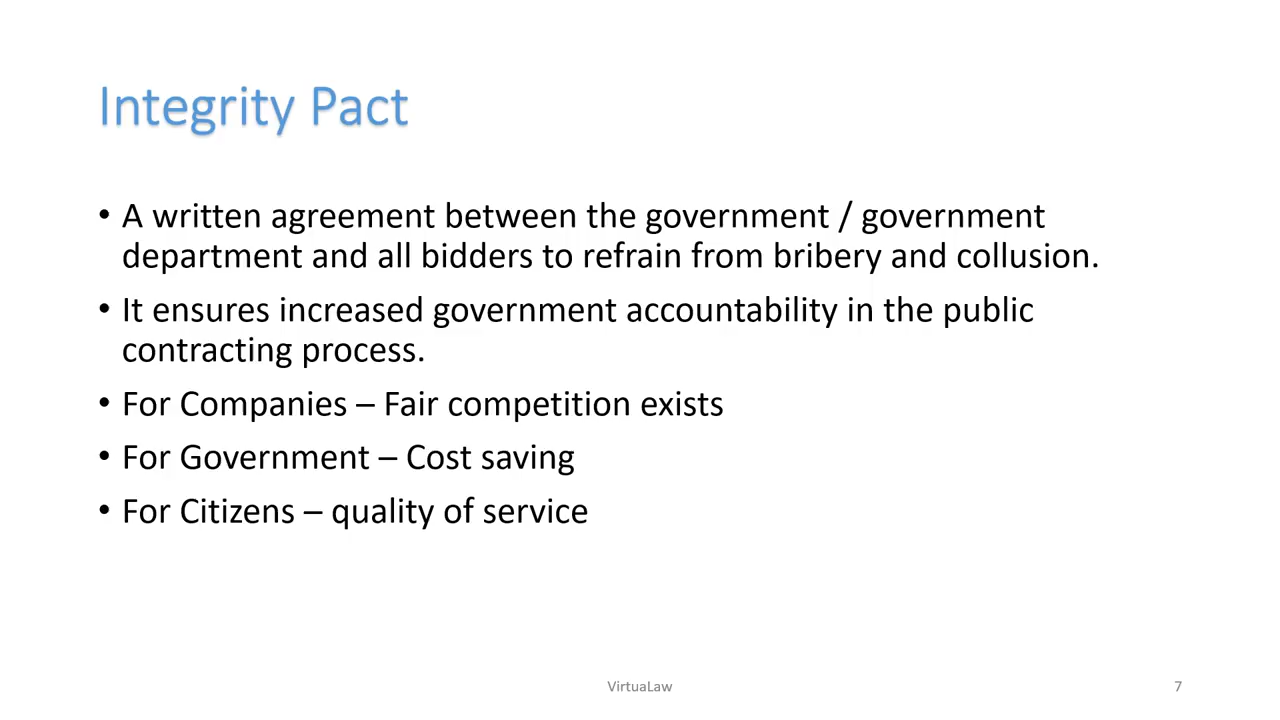 Integrity Pact
• A written agreement between the government / government
department and all bidders to refrain from bribery and collusion.
• It ensures increased government accountability in the public
contracting process.
• For Companies – Fair competition exists
• For Government – Cost saving
• For Citizens – quality of service
VirtuaLaw
7